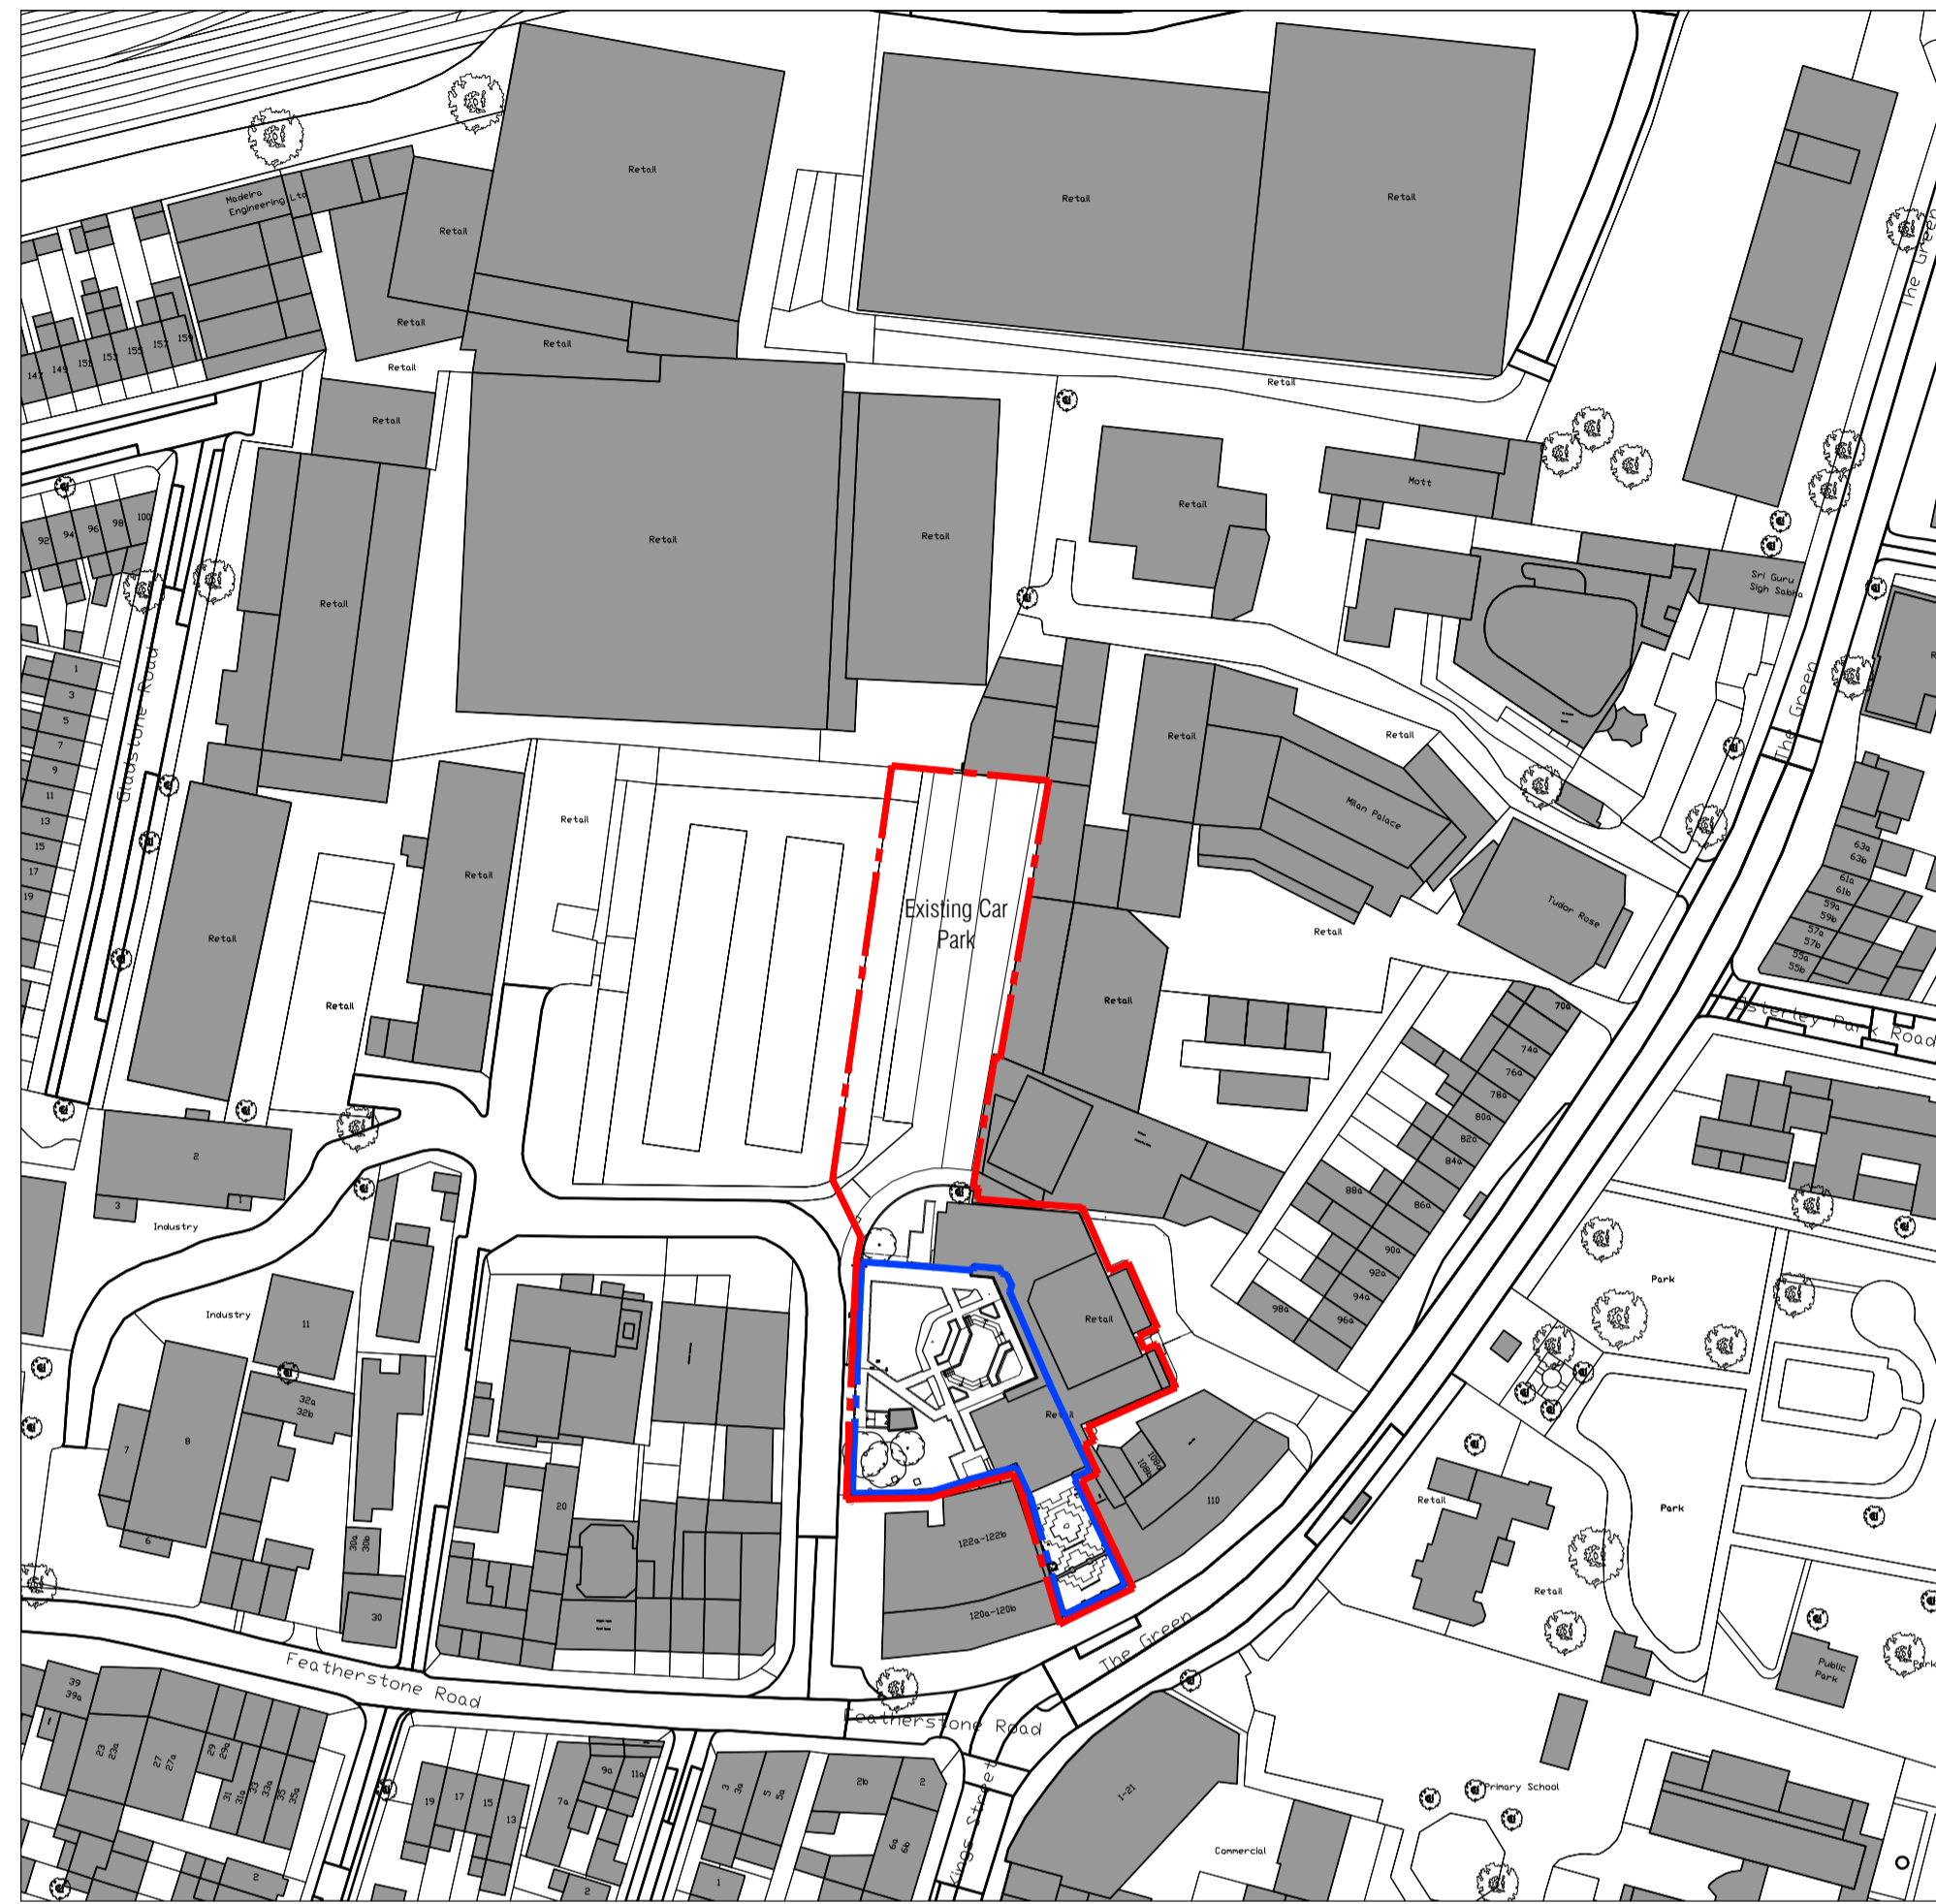 Madeira
Engineering Ltd
Retail
Retail
Retail
Retail
Retail
Retail
Retail
Retail
Retail
Retail
147
149
151
153
155
157
159
The Green
Mott
Retail
Retail
Retail
Retail
92
94
96
98
100
Sri Guru
Sigh Sabha
1
3
5
7
9
11
13
15
17
19
Gladstone Road
The Green
Retail
Retail
Milan Palace
Retail
Retail
Retail
Existing Car
Park
Tudor Rose
Retail
63a
63b
61a
61b
59a
59b
57a
57b
55a
55b
Retail
Retail
Retail
Osterley Park Road
70a
74a
76a
78a
80a
82a
84a
88a
86a
90a
92a
94a
96a
98a
2
3
1
Industry
Industry
11
Park
Retail
Retail
32a
32b
7
8
6
108a
108b
110
Retail
Park
20
122a-122b
120a-120b
30a
30b
30
Retail
The Green
Featherstone Road
Featherstone Road
Public
Park
Park
39
39a
1
23
23a
27
27a
29
29a
31
31a
33
33a
35
35a
19
17
15
13
7a
9a
11a
3
3a
5
5a
2b
2
6a
6b
Kings Street
1-21
Primary School
Commercial
2
2
1